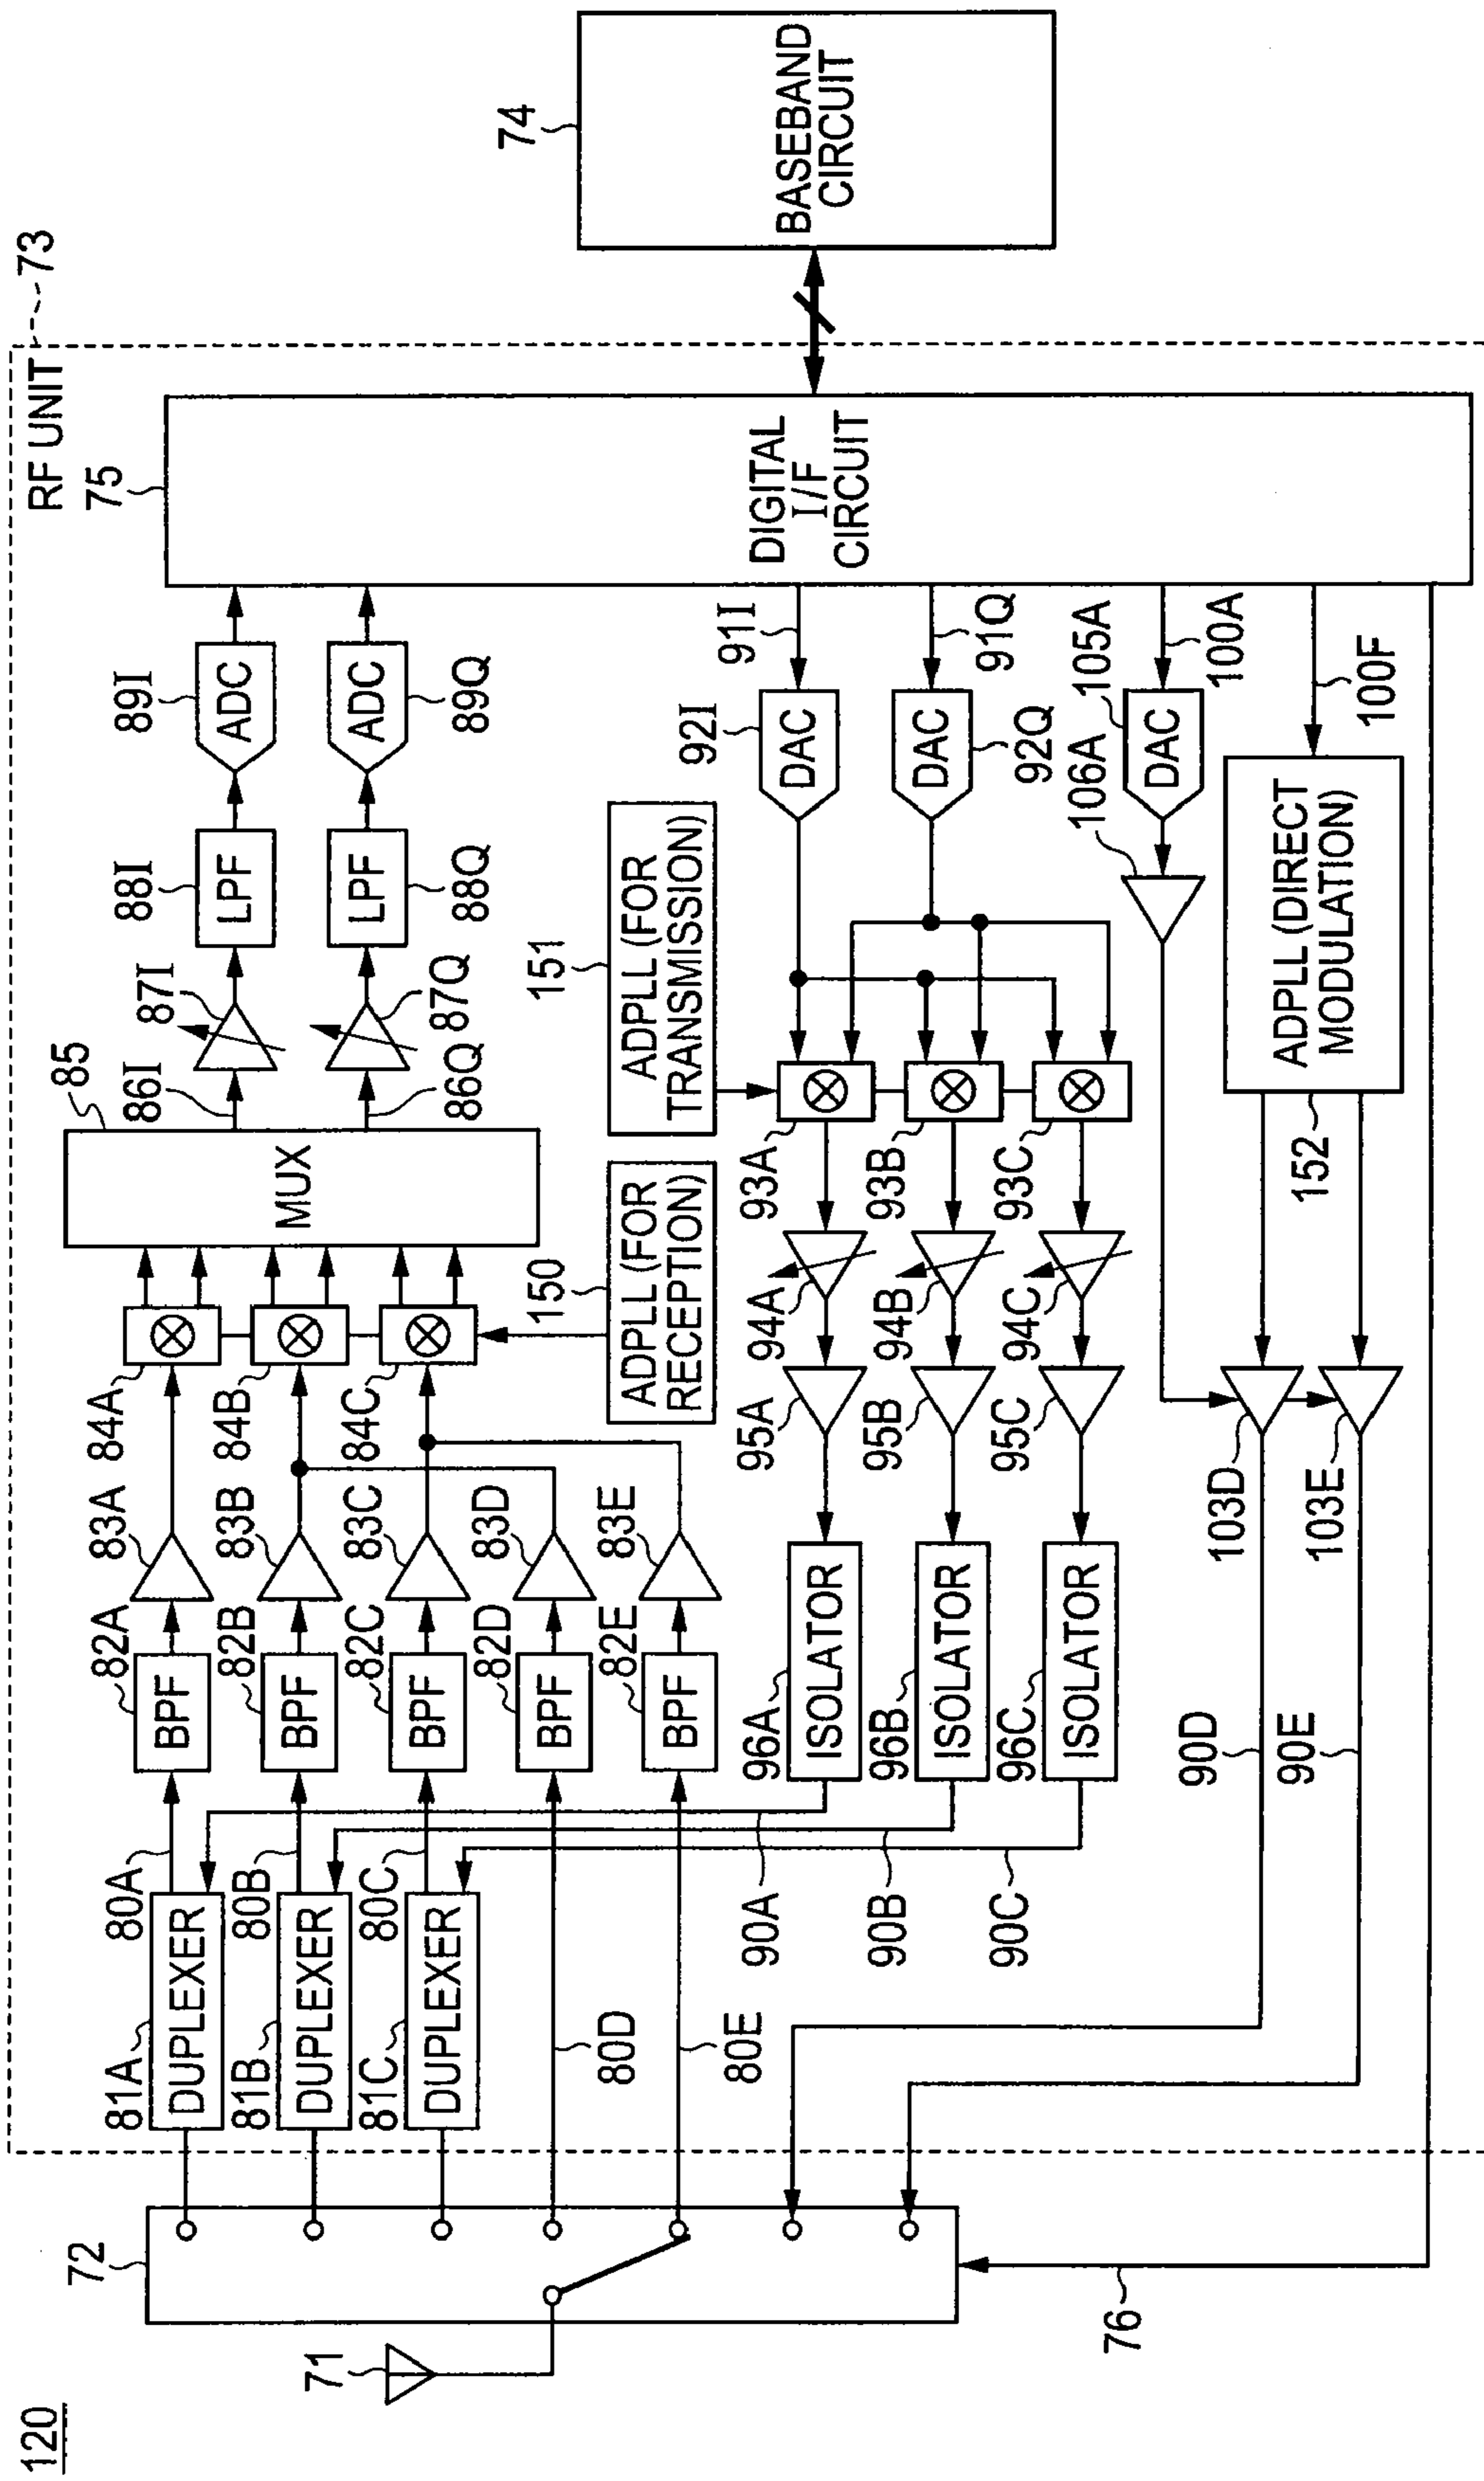 120
RF UNIT
73
71
72
76
81A
DUPLEXER
81B
DUPLEXER
81C
DUPLEXER
80A
80B
80C
80D
80E
82A
BPF
82B
BPF
82C
BPF
82D
BPF
82E
BPF
83A
83B
83C
83D
83E
84A
84B
84C
ADPLL (FOR
RECEPTION)
150
85
MUX
86I
86Q
87I
87Q
88I
LPF
88Q
LPF
89I
ADC
89Q
ADC
75
DIGITAL
I/F
CIRCUIT
74
BASEBAND
CIRCUIT
90A
90B
90C
96A
ISOLATOR
96B
ISOLATOR
96C
ISOLATOR
95A
95B
95C
94A
94B
94C
93A
93B
93C
ADPLL (FOR
TRANSMISSION)
151
92I
DAC
92Q
DAC
91I
91Q
90D
90E
103D
103E
106A
105A
DAC
100A
ADPLL (DIRECT
MODULATION)
152
100F